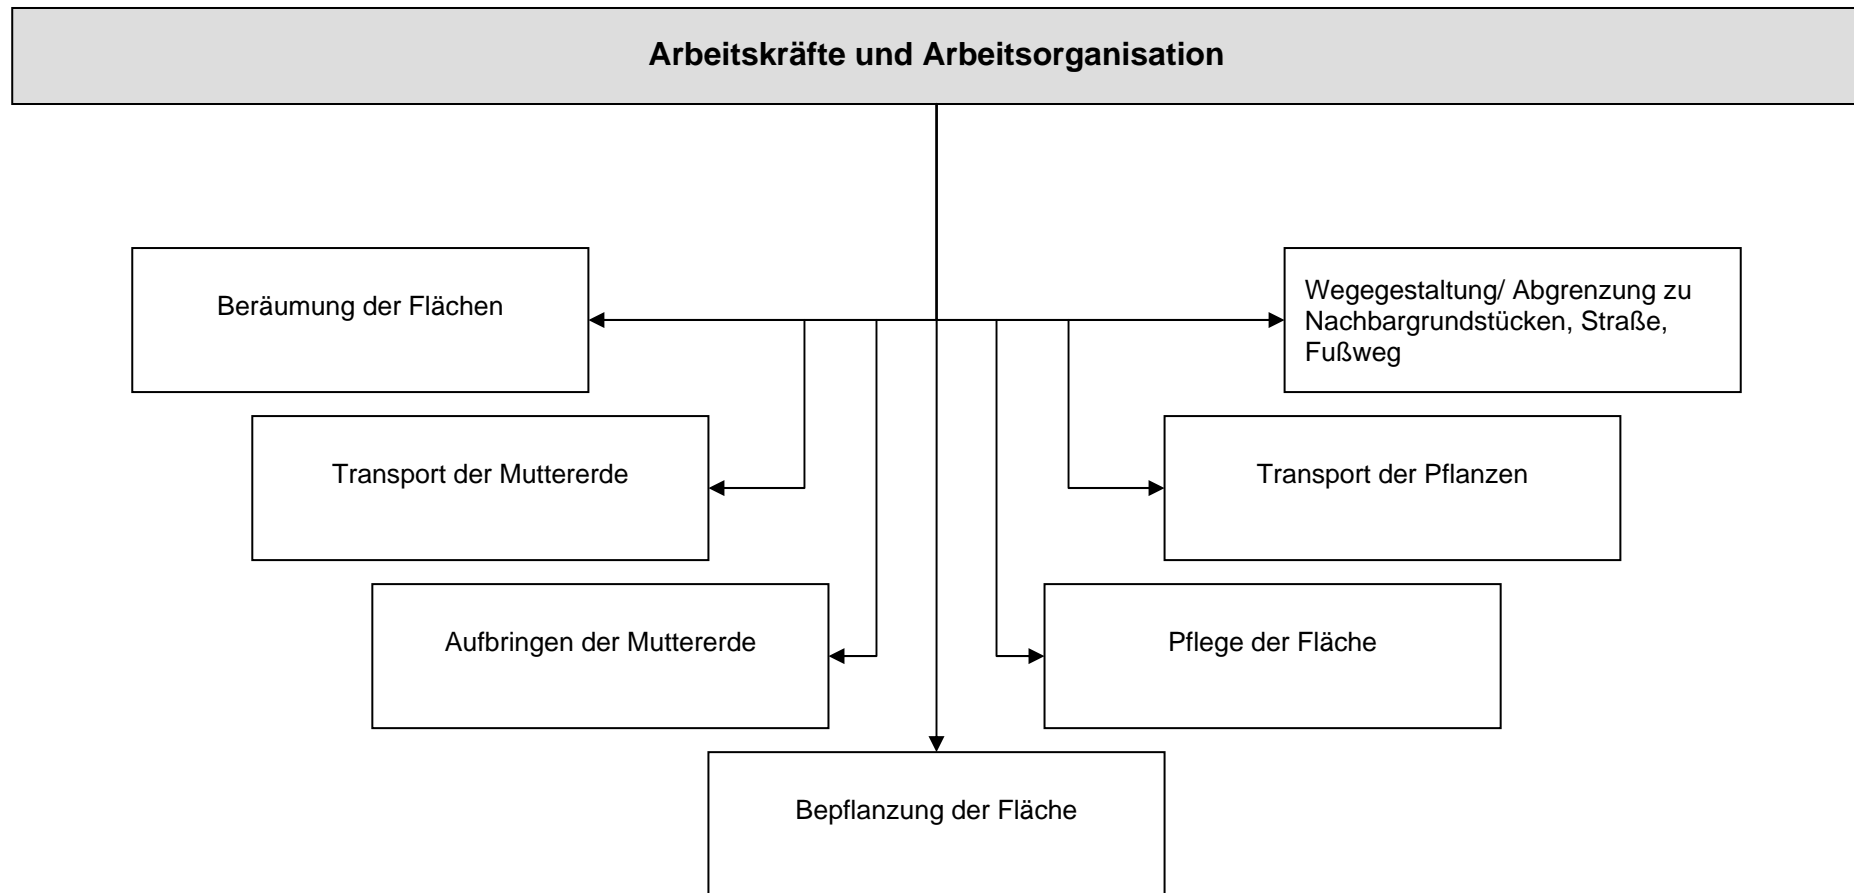 Arbeitskräfte und Arbeitsorganisation
Beräumung der Flächen
Wegegestaltung/ Abgrenzung zu
Nachbargrundstücken, Straße,
Fußweg
Transport der Muttererde
Transport der Pflanzen
Aufbringen der Muttererde
Pflege der Fläche
Bepflanzung der Fläche